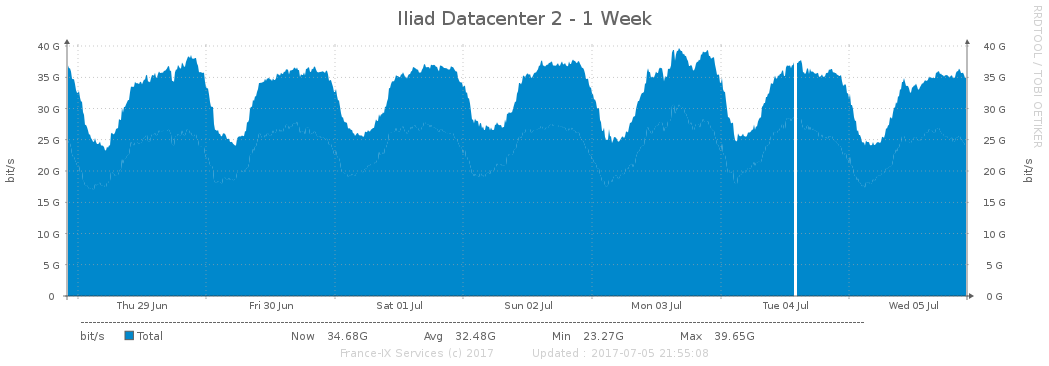 Iliad Datacenter 2 - 1 Week
RRDTOOL / TOBI OETIKER
40 G 40 G
35 G 35 G
30 G 30 G
25 G 25 G
20 G 20 G
15 G 15 G
10 G 10 G
5 G 5 G
0 0 G
bit/s bit/s
Thu 29 Jun Fri 30 Jun Sat 01 Jul Sun 02 Jul Mon 03 Jul Tue 04 Jul Wed 05 Jul
bit/s Total Now 34.68G Avg 32.48G Min 23.27G Max 39.65G
France-IX Services (c) 2017 Updated : 2017-07-05 21:55:08